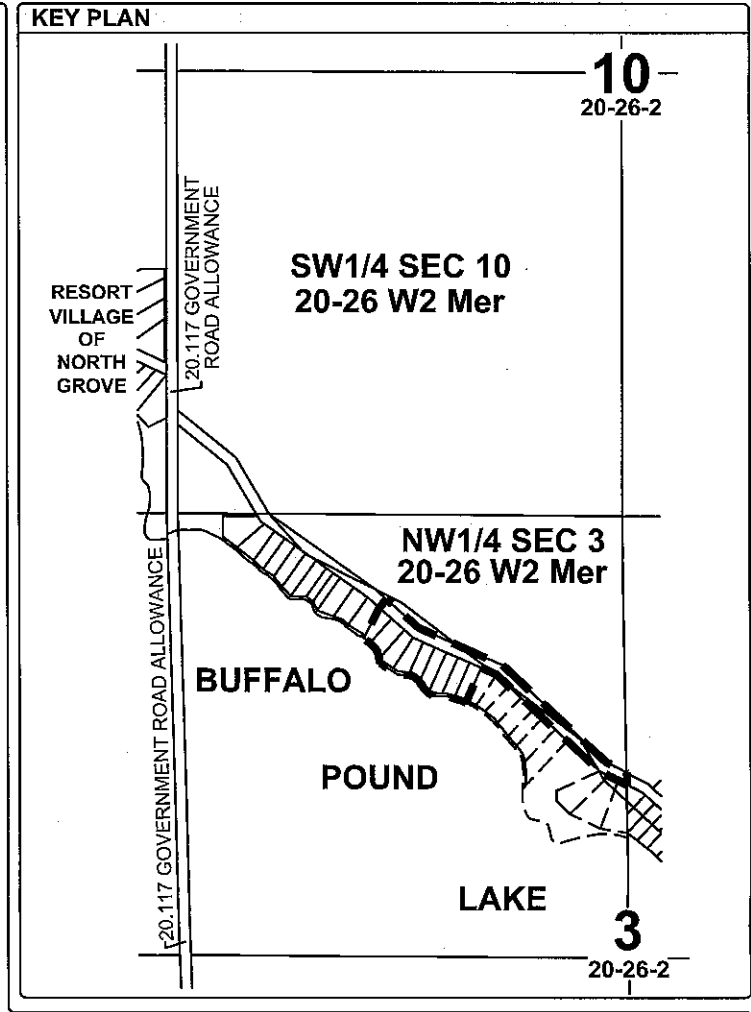 KEY PLAN
10
20-26-2
20.117 GOVERNMENT
ROAD ALLOWANCE
SW1/4 SEC 10
20-26 W2 Mer
RESORT
VILLAGE
OF
NORTH
GROVE
NW1/4 SEC 3
20-26 W2 Mer
20.117 GOVERNMENT ROAD ALLOWANCE
BUFFALO
POUND
LAKE
3
20-26-2